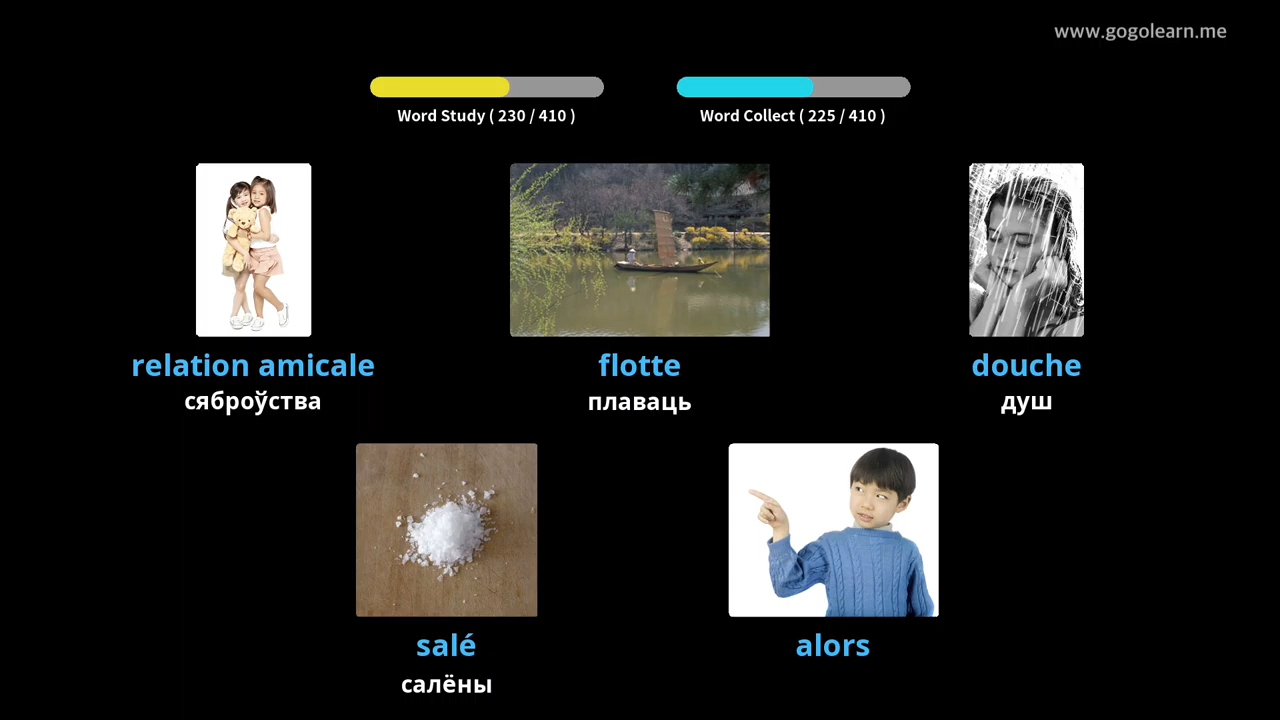 www.gogolearn.me
Word Study ( 230 / 410 )
Word Collect ( 225 / 410 )
relation amicale
сяброўства
flotte
плаваць
douche
душ
salé
салёны
alors